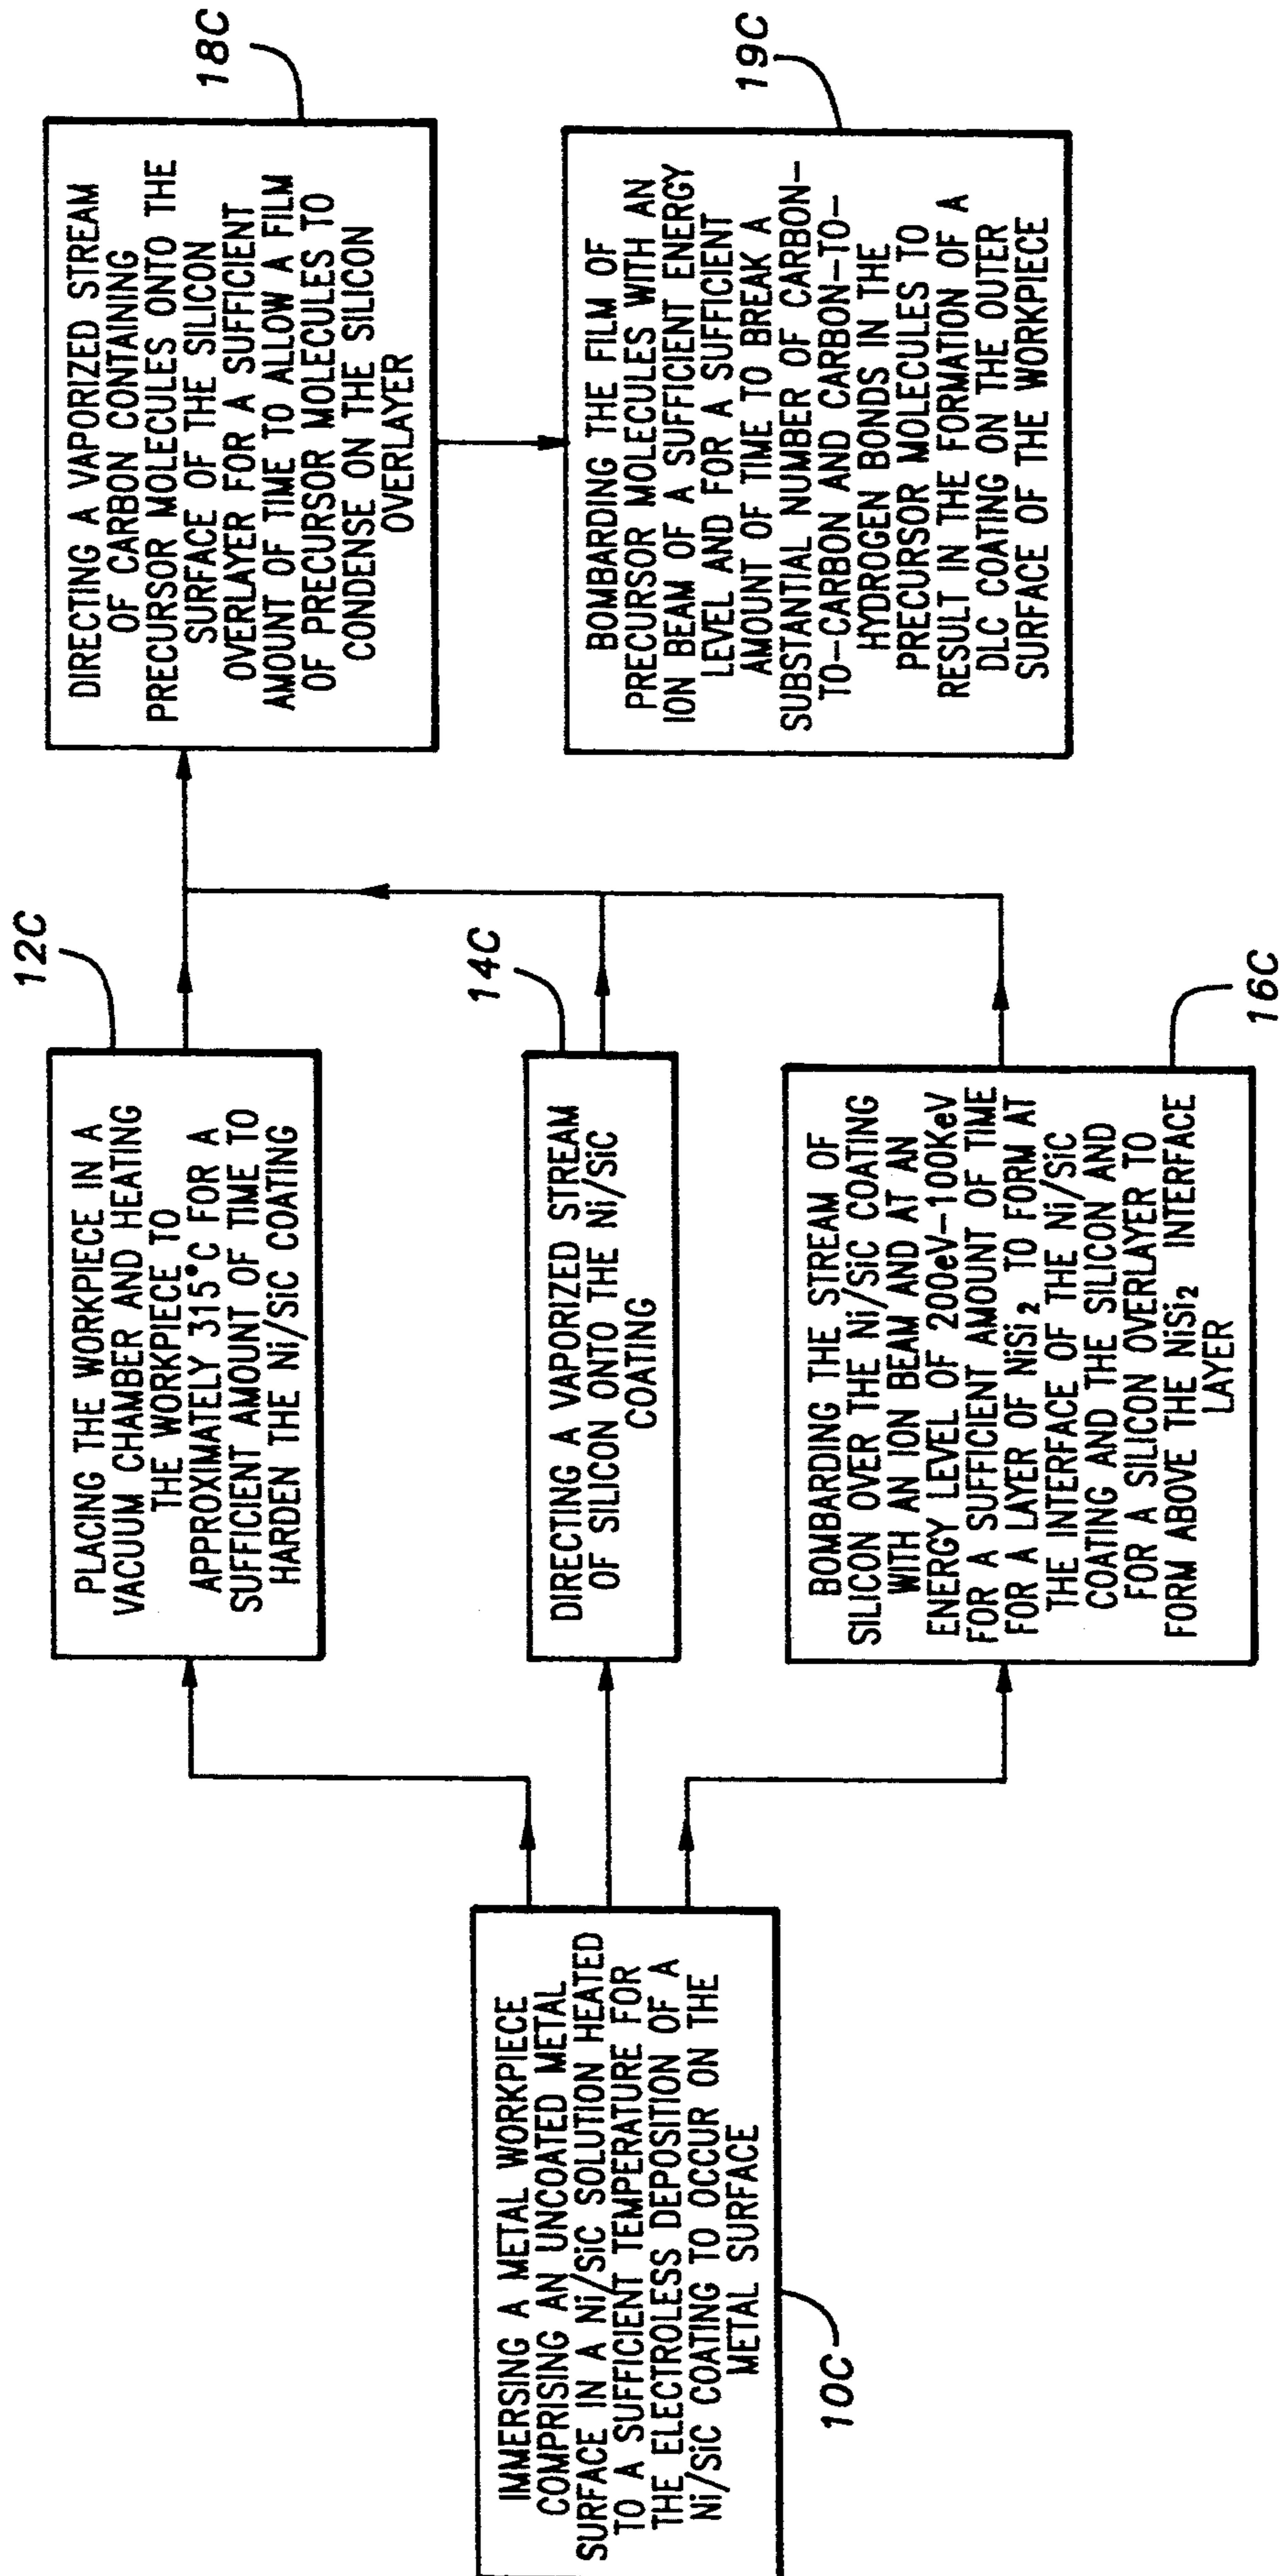 IMMERSING A METAL WORKPIECE
COMPRISING AN UNCOATED METAL
SURFACE IN A Ni/SiC SOLUTION HEATED
TO A SUFFICIENT TEMPERATURE FOR
THE ELECTROLESS DEPOSITION OF A
Ni/SiC COATING TO OCCUR ON THE
METAL SURFACE
10C
PLACING THE WORKPIECE IN A
VACUUM CHAMBER AND HEATING
THE WORKPIECE TO
APPROXIMATELY 315°C FOR A
SUFFICIENT AMOUNT OF TIME TO
HARDEN THE Ni/SiC COATING
12C
DIRECTING A VAPORIZED STREAM
OF SILICON ONTO THE Ni/SiC
COATING
14C
BOMBARDING THE STREAM OF
SILICON OVER THE Ni/SiC COATING
WITH AN ION BEAM AND AT AN
ENERGY LEVEL OF 200eV-100KeV
FOR A SUFFICIENT AMOUNT OF TIME
FOR A LAYER OF NiSi₂ TO FORM AT
THE INTERFACE OF THE Ni/SiC
COATING AND THE SILICON AND
FOR A SILICON OVERLAYER TO
FORM ABOVE THE NiSi₂ INTERFACE
LAYER
16C
DIRECTING A VAPORIZED STREAM
OF CARBON CONTAINING
PRECURSOR MOLECULES ONTO THE
SURFACE OF THE SILICON
OVERLAYER FOR A SUFFICIENT
AMOUNT OF TIME TO ALLOW A FILM
OF PRECURSOR MOLECULES TO
CONDENSE ON THE SILICON
OVERLAYER
18C
BOMBARDING THE FILM OF
PRECURSOR MOLECULES WITH AN
ION BEAM OF A SUFFICIENT ENERGY
LEVEL AND FOR A SUFFICIENT
AMOUNT OF TIME TO BREAK A
SUBSTANTIAL NUMBER OF CARBON-
TO-CARBON AND CARBON-TO-
HYDROGEN BONDS IN THE
PRECURSOR MOLECULES TO
RESULT IN THE FORMATION OF A
DLC COATING ON THE OUTER
SURFACE OF THE WORKPIECE
19C